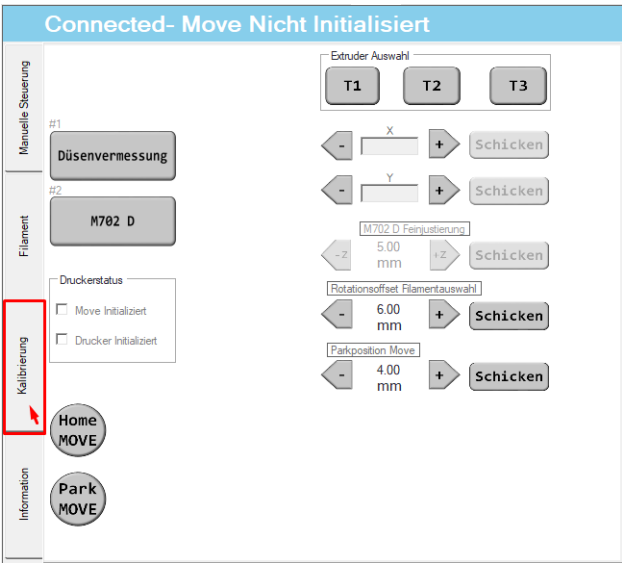 Connected- Move Nicht Initialisiert
Manuelle Steuerung
Filament
Kalibrierung
Information
#1
Düsenvermessung
#2
M702 D
Druckerstatus
Move Initializiert
Drucker Initializiert
Home
MOVE
Park
MOVE
Extruder Auswahl
T1 T2 T3
X
- + Schicken
Y
- + Schicken
M702 D Feinjustierung
-Z 5.00 mm +Z Schicken
Rotationsoffset Filamentauswahl
- 6.00 mm + Schicken
Parkposition Move
- 4.00 mm + Schicken